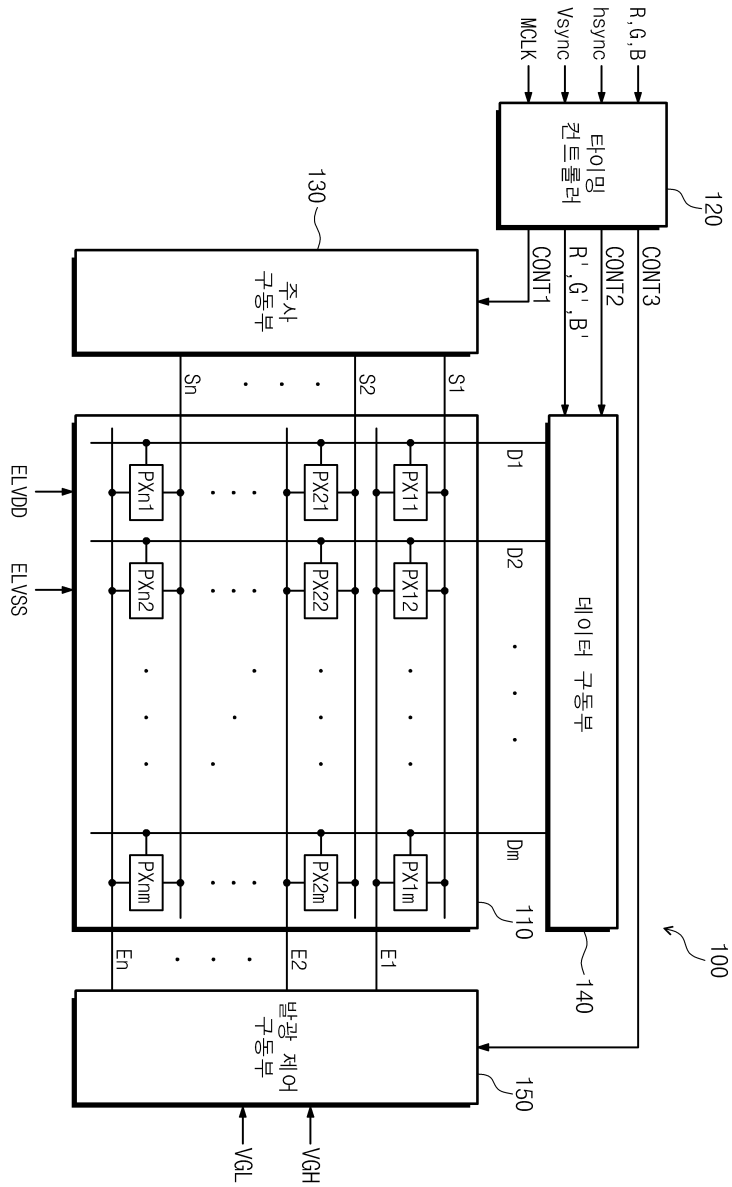 100
R,G,B
hsync
Vsync
MCLK
타이밍
컨트롤러
120
CONT3
CONT2
R',G',B'
CONT1
데이터 구동부
140
130
주사
구동부
S1
S2
Sn
D1
D2
Dm
PX11
PX12
PX1m
PX21
PX22
PX2m
PXn1
PXn2
PXnm
110
E1
E2
En
발광 제어
구동부
150
VGH
VGL
ELVDD
ELVSS